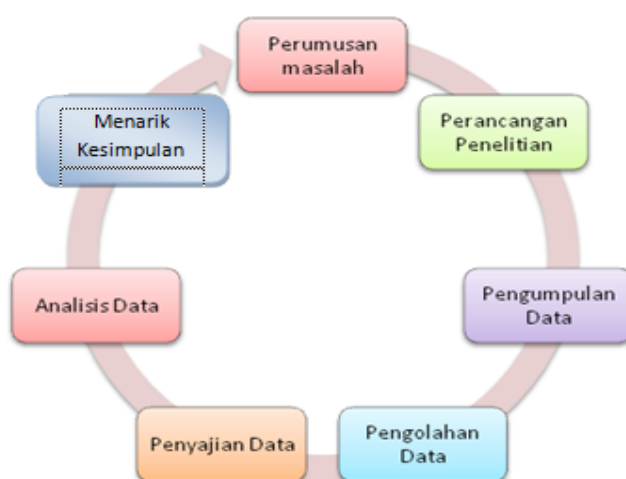 Perumusan
masalah
Perancangan
Penelitian
Pengumpulan
Data
Pengolahan
Data
Penyajian Data
Analisis Data
Menarik
Kesimpulan